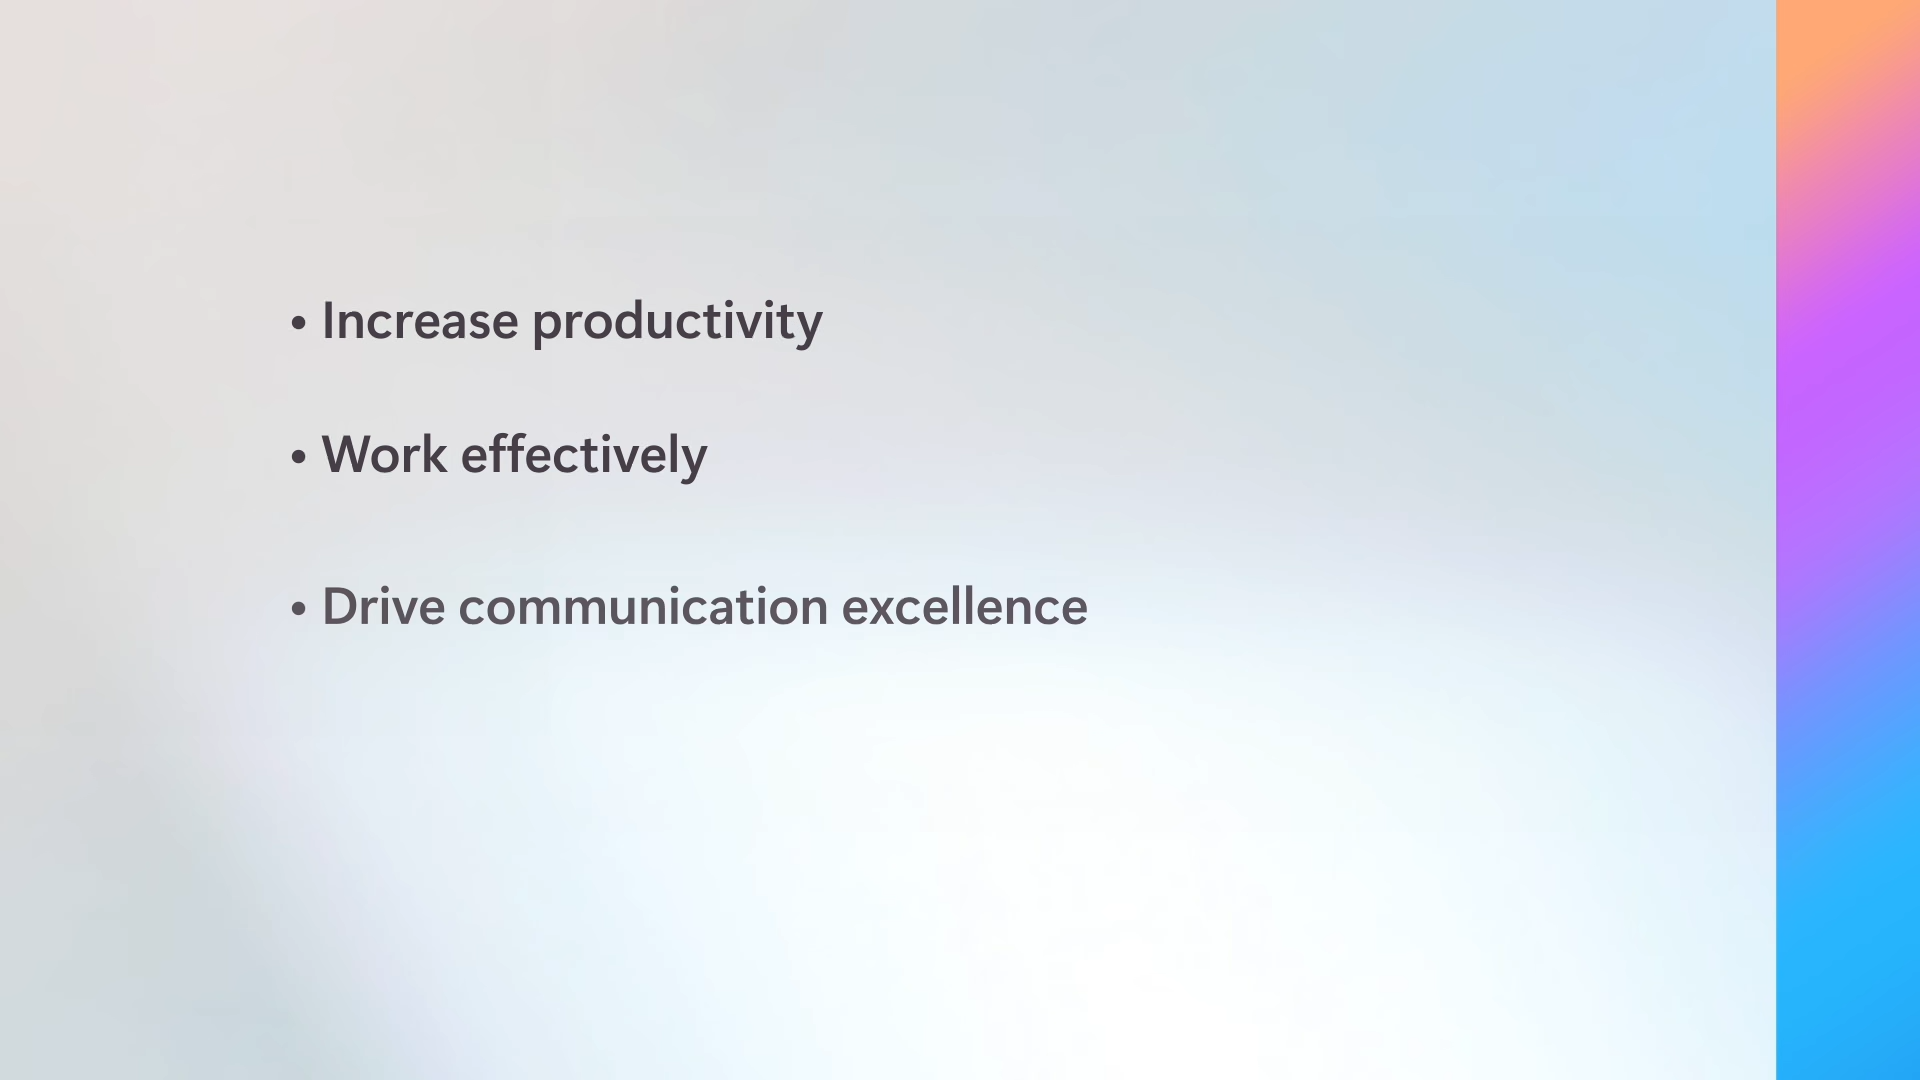 • Increase productivity
• Work effectively
• Drive communication excellence